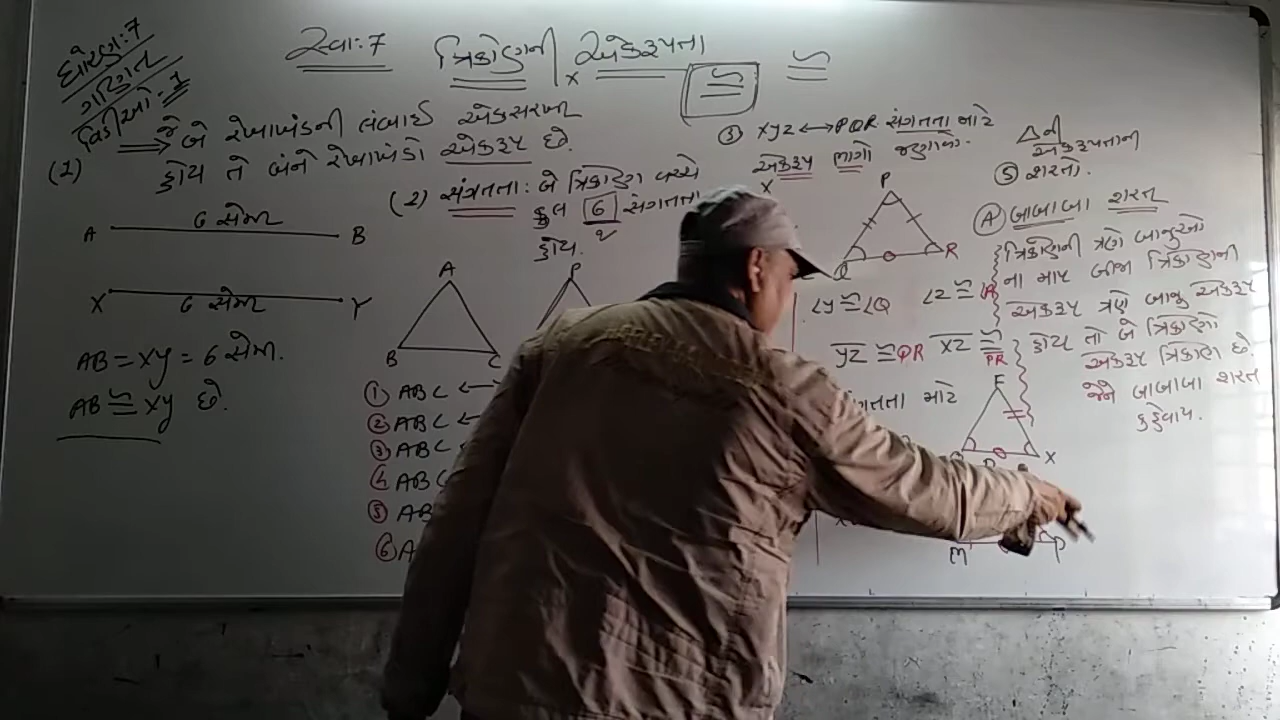 ધોરણ:7
ગણિત
વિડીયો-1
સ્વા:7 ત્રિકોણની એકરૂપતા ≅ ≅
(1) જે બે રેખાખંડની લંબાઈ એકસરખી
હોય તે બંને રેખાખંડો એકરૂપ છે.
A 6 સેમી B
X 6 સેમી Y
AB = XY = 6 સેમી.
AB ≅ XY છે.
(2) સંગતતા: બે ત્રિકોણ વચ્ચે
કુલ 6 સંગતતા
હોય.
A
B C
P
① ABC ↔
② ABC ↔
③ ABC
④ ABC
⑤ AB
⑥ A
③ XYZ ↔ PQR સંગતતા માટે
એકરૂપ ભાગો જણાવો.
X
P
Q R
∠Y ≅ ∠Q ∠Z ≅ ∠R
YZ ≅ QR XZ ≅ PR
માટે
F
X
M P
Δની
એકરૂપતાની
⑤ શરતો.
Ⓐ બાબાબા શરત
ત્રિકોણની ત્રણે બાજુઓ
ના માપ બીજા ત્રિકોણની
એકરૂપ ત્રણે બાજુ એકરૂપ
હોય તો બે ત્રિકોણો
એકરૂપ ત્રિકોણ છે.
જેને બાબાબા શરત
કહેવાય.